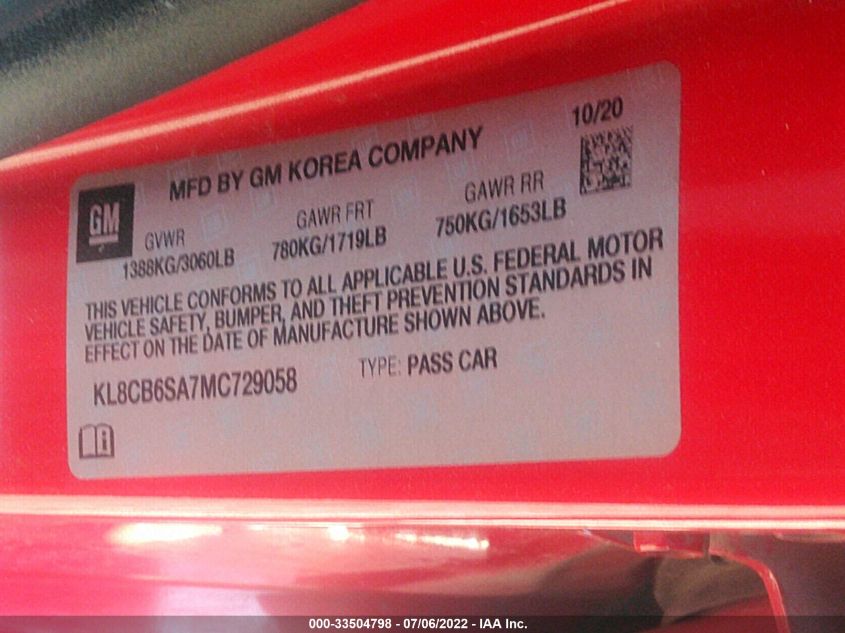 10/20
MFD BY GM KOREA COMPANY
GM
GVWR GAWR FRT GAWR RR
1388KG/3060LB 780KG/1719LB 750KG/1653LB
THIS VEHICLE CONFORMS TO ALL APPLICABLE U.S. FEDERAL MOTOR
VEHICLE SAFETY, BUMPER, AND THEFT PREVENTION STANDARDS IN
EFFECT ON THE DATE OF MANUFACTURE SHOWN ABOVE.
KL8CB6SA7MC729058 TYPE: PASS CAR
000-33504798 - 07/06/2022 - IAA Inc.